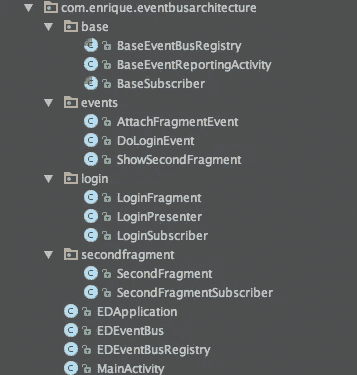 com.enrique.eventbusarchitecture
base
BaseEventBusRegistry
BaseEventReportingActivity
BaseSubscriber
events
AttachFragmentEvent
DoLoginEvent
ShowSecondFragment
login
LoginFragment
LoginPresenter
LoginSubscriber
secondfragment
SecondFragment
SecondFragmentSubscriber
EDApplication
EDEventBus
EDEventBusRegistry
MainActivity